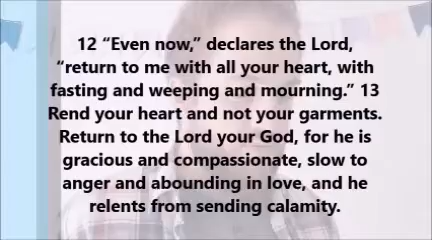 12 “Even now,” declares the Lord,
“return to me with all your heart, with
fasting and weeping and mourning.” 13
Rend your heart and not your garments.
Return to the Lord your God, for he is
gracious and compassionate, slow to
anger and abounding in love, and he
relents from sending calamity.